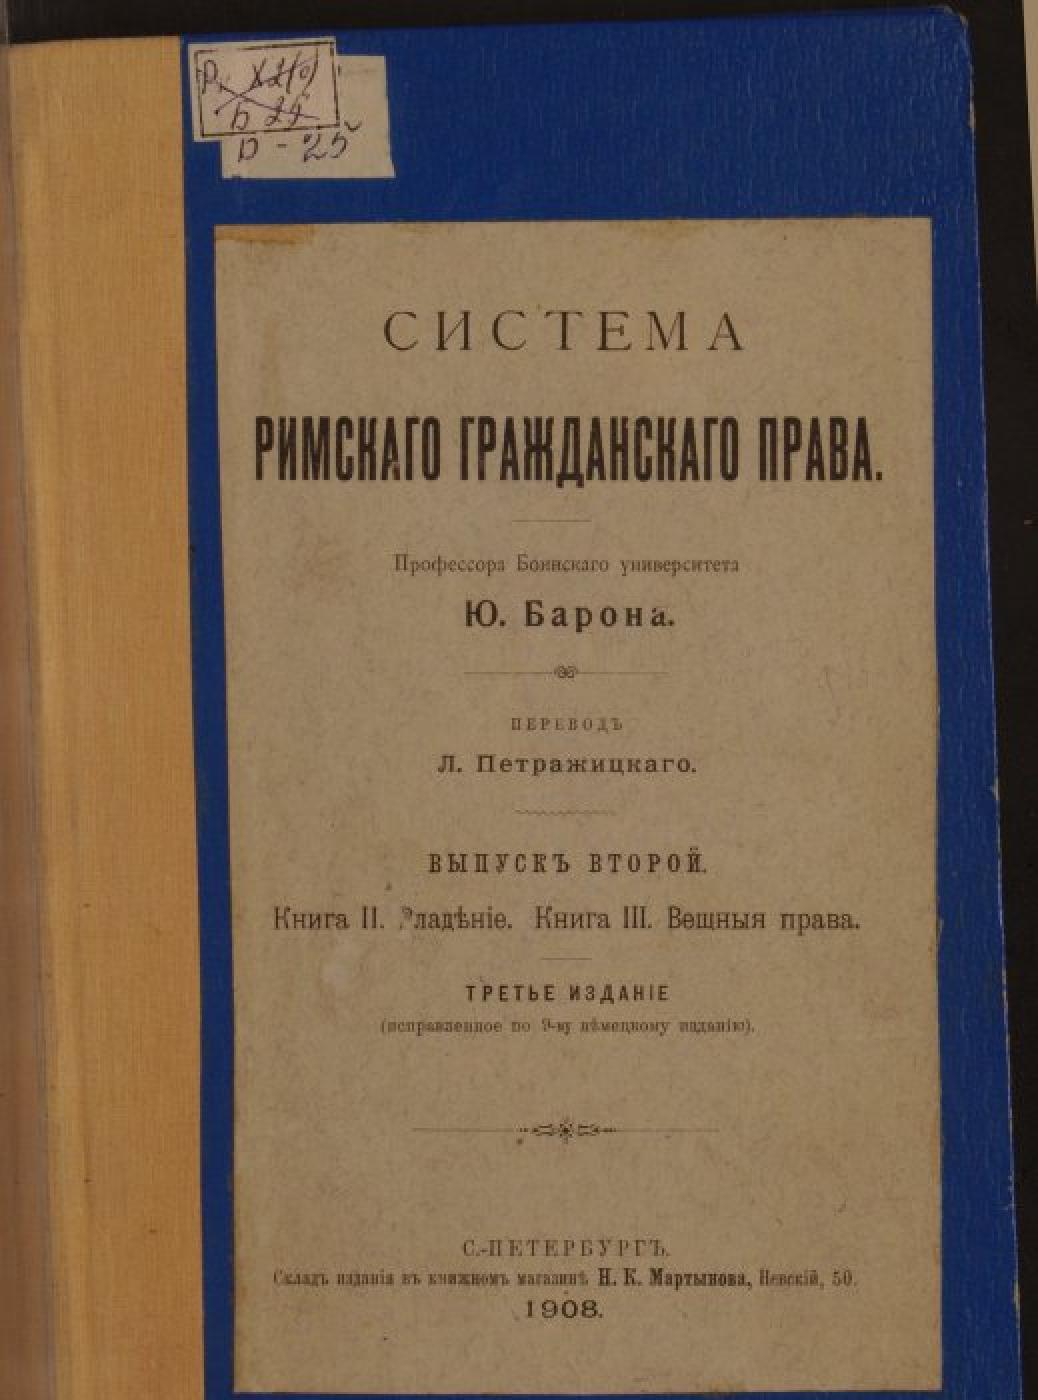 Б - 25
СИСТЕМА
РИМСКАГО ГРАЖДАНСКАГО ПРАВА.
Профессора Боннскаго университета
Ю. Барона.
ПЕРЕВОДЪ
Л. Петражицкаго.
ВЫПУСКЪ ВТОРОЙ.
Книга II. Владѣніе. Книга III. Вещныя права.
ТРЕТЬЕ ИЗДАНІЕ
(исправленное по 9-му нѣмецкому изданію).
С.-ПЕТЕРБУРГЪ.
Складъ изданія въ книжномъ магазинѣ Н. К. Мартынова, Невскій, 50.
1908.